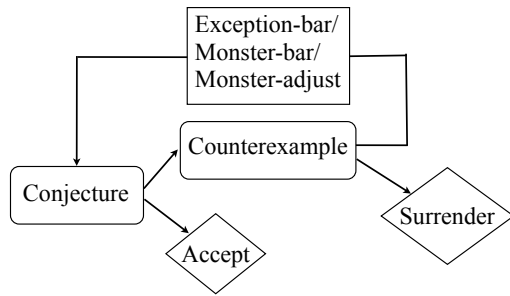 Exception-bar/
Monster-bar/
Monster-adjust
Counterexample
Conjecture
Surrender
Accept